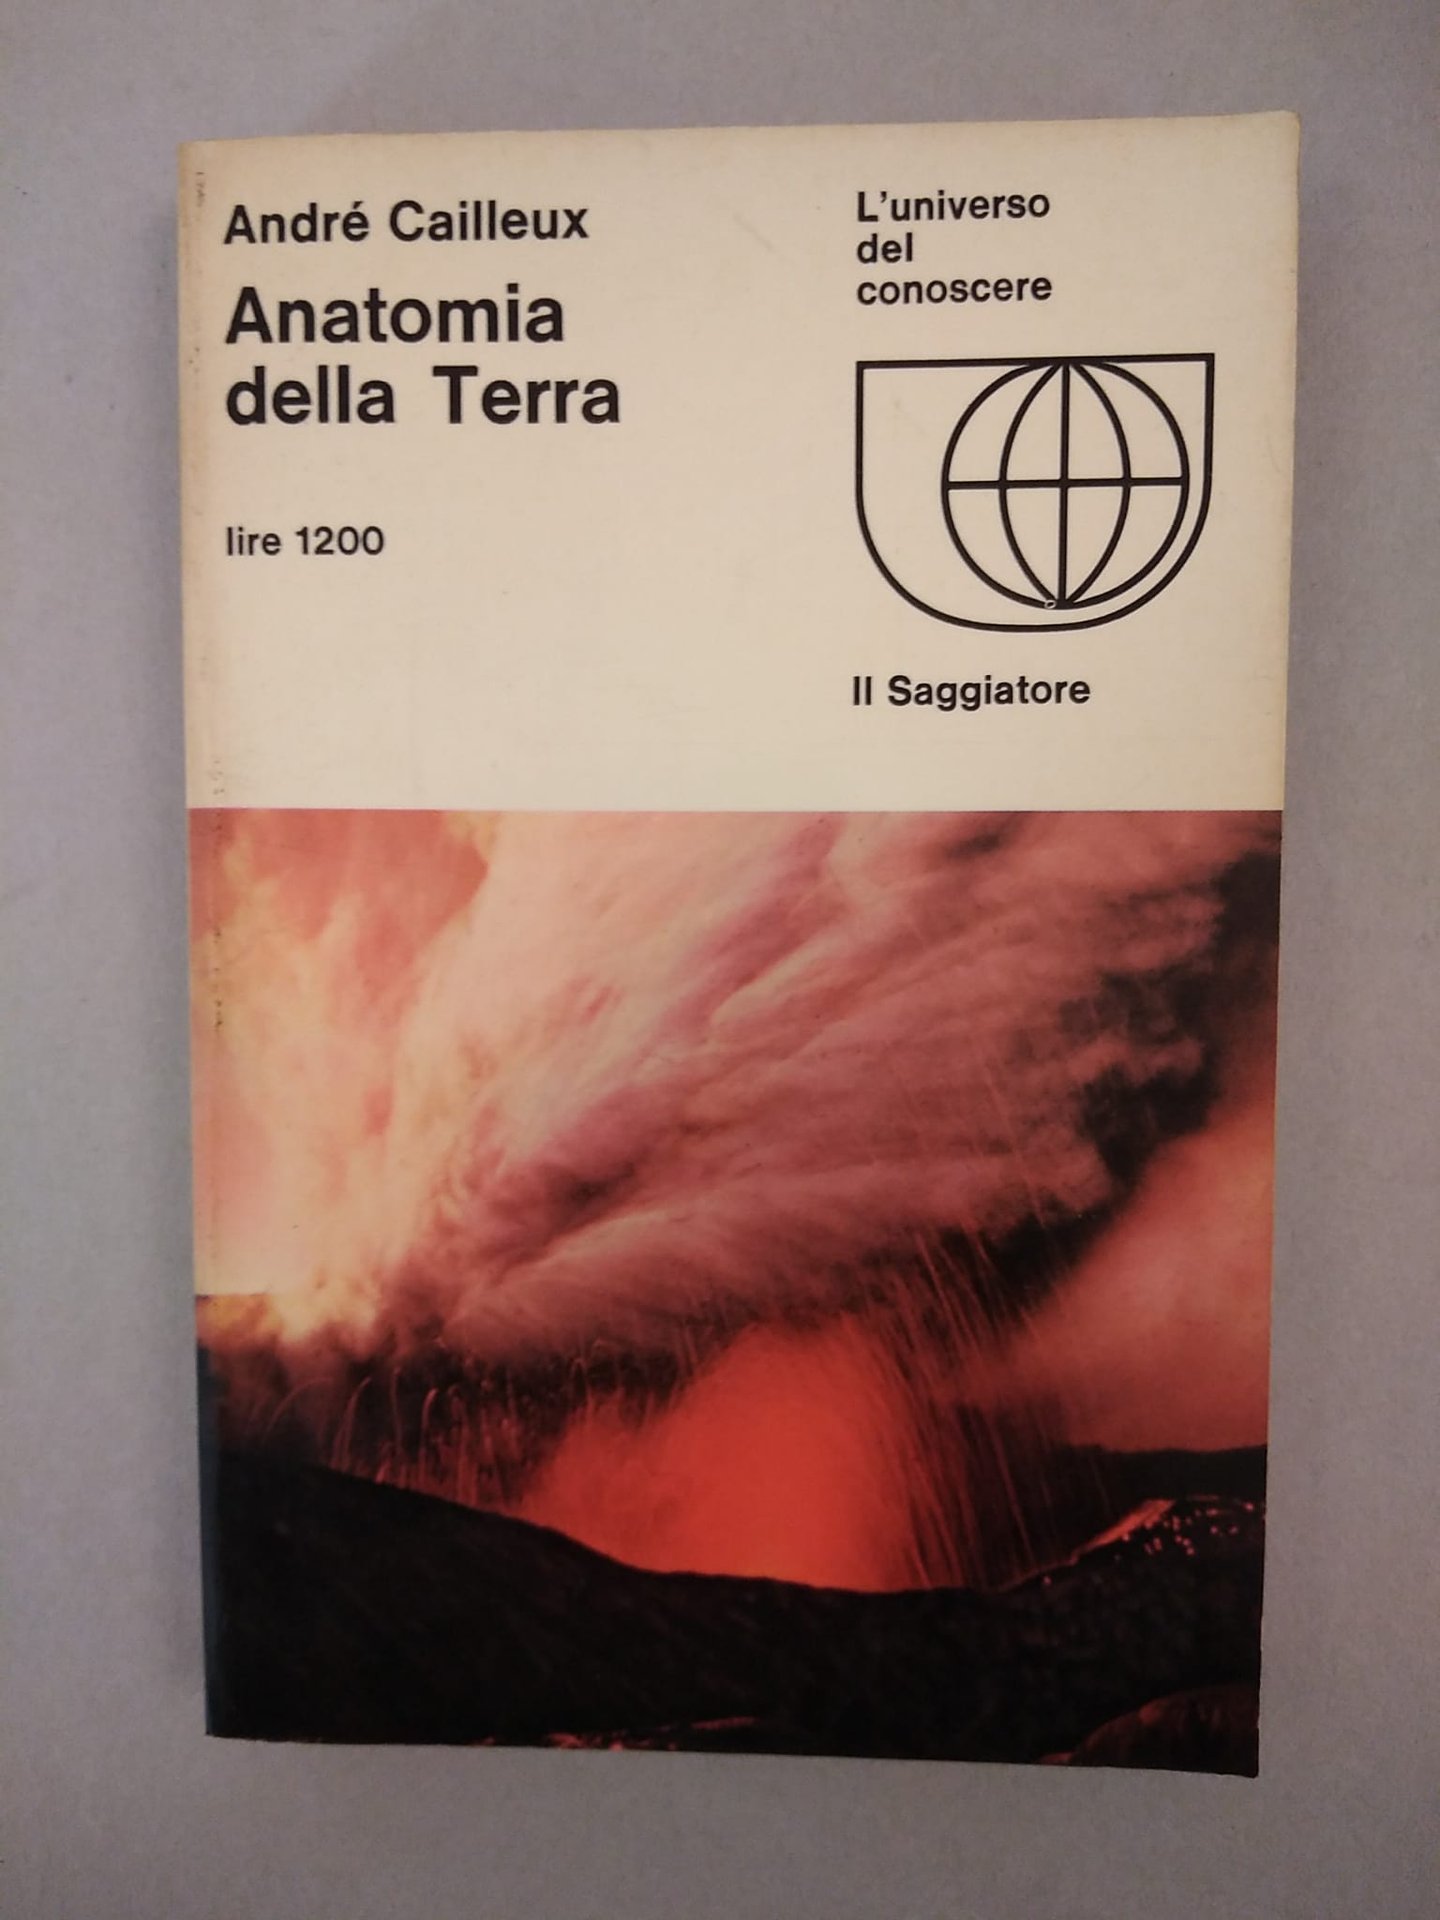 André Cailleux
Anatomia
della Terra
lire 1200
L'universo
del
conoscere
Il Saggiatore